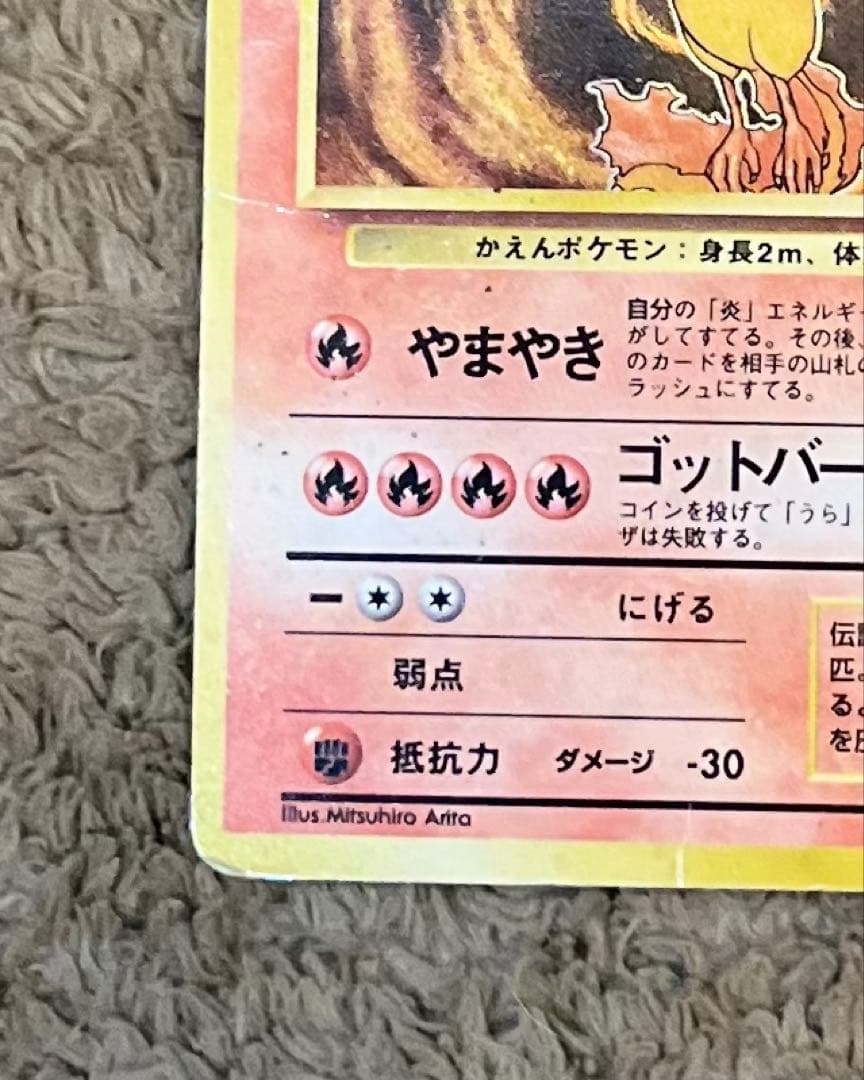 かえんポケモン：身長2m、体
やまやき
自分の「炎」エネルギ
がしてすてる。その後、
のカードを相手の山札の
ラッシュにすてる。
ゴットバー
コインを投げて「うら」
ザは失敗する。
ー にげる
弱点
抵抗力 ダメージ -30
伝
匹。
るよ
を圧
Illus. Mitsuhiro Arita